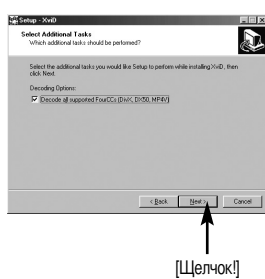 Setup - XviD
Select Additional Tasks
Which additional tasks should be performed?
Select the additional tasks you would like Setup to perform while installing XviD, then
click Next.
Decoding Options:
Decode all supported FourCCs (DivX, DX50, MP4V)
< Back Next > Cancel
[Щелчок!]